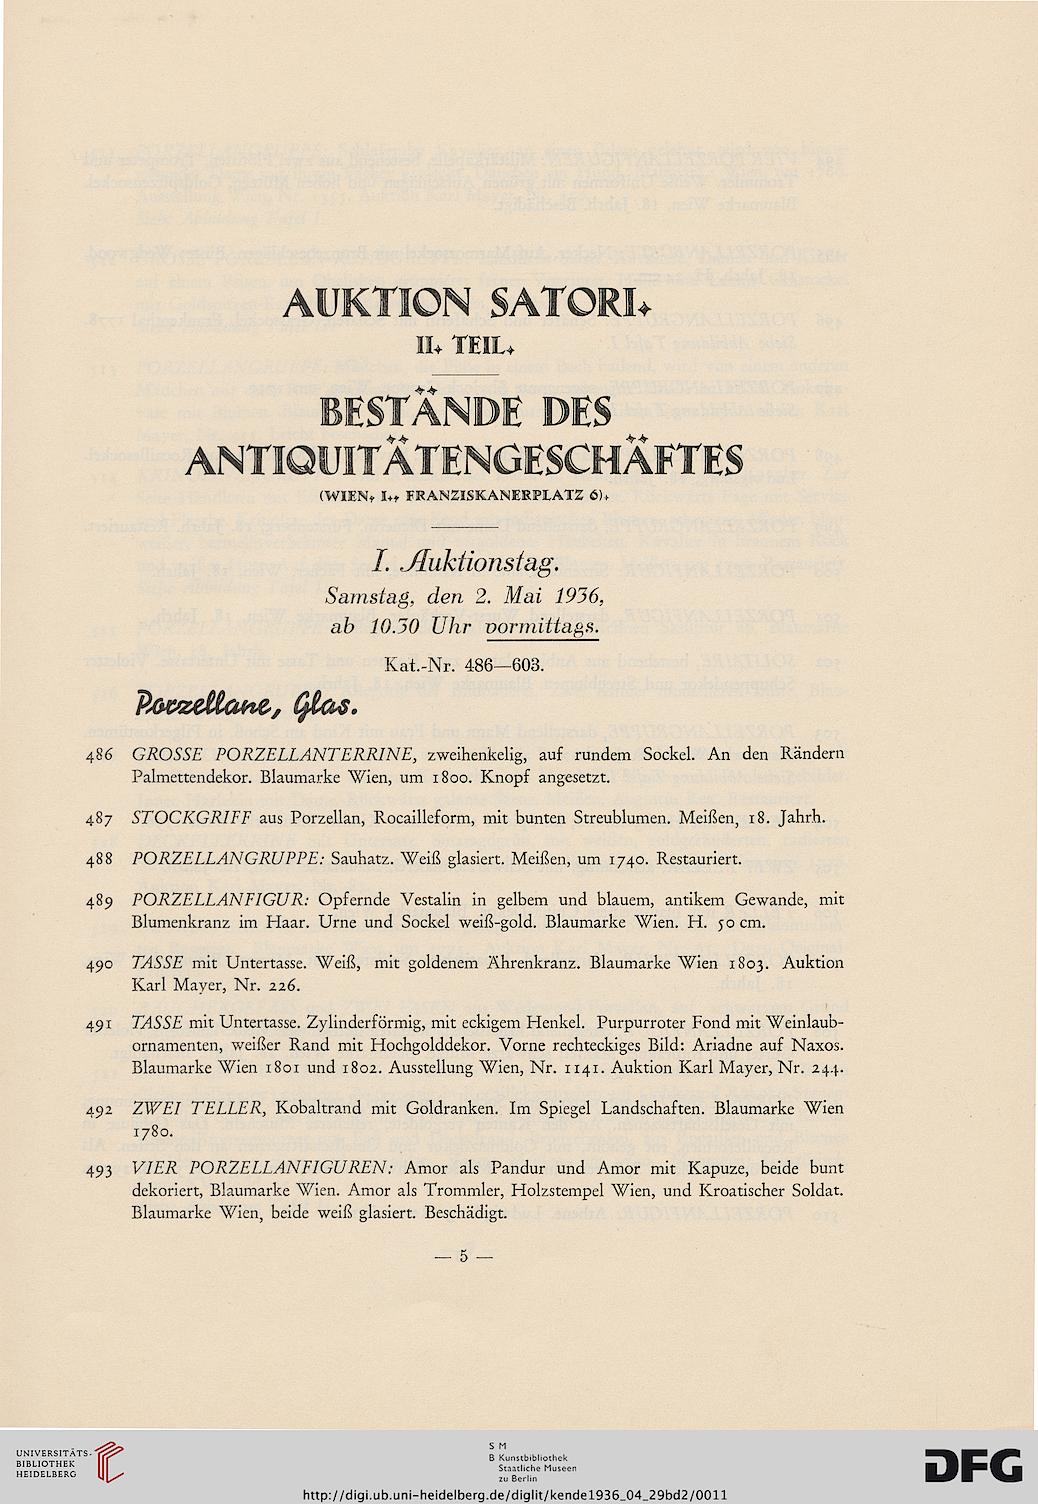 AUKTION SATORI.
II. TEIL.
BESTÄNDE DES
ANTIQUITÄTENGESCHÄFTES
(WIEN, I., FRANZISKANERPLATZ 6).
I. Auktionstag.
Samstag, den 2. Mai 1936,
ab 10.30 Uhr vormittags.
Kat.-Nr. 486—603.
Porzellane, Glas.
486 GROSSE PORZELLANTERRINE, zweihenkelig, auf rundem Sockel. An den Rändern
Palmettendekor. Blaumarke Wien, um 1800. Knopf angesetzt.
487 STOCKGRIFF aus Porzellan, Rocailleform, mit bunten Streublumen. Meißen, 18. Jahrh.
488 PORZELLANGRUPPE: Sauhatz. Weiß glasiert. Meißen, um 1740. Restauriert.
489 PORZELLANFIGUR: Opfernde Vestalin in gelbem und blauem, antikem Gewande, mit
Blumenkranz im Haar. Urne und Sockel weiß-gold. Blaumarke Wien. H. 50 cm.
490 TASSE mit Untertasse. Weiß, mit goldenem Ährenkranz. Blaumarke Wien 1803. Auktion
Karl Mayer, Nr. 226.
491 TASSE mit Untertasse. Zylinderförmig, mit eckigem Henkel. Purpurroter Fond mit Weinlaub-
ornamenten, weißer Rand mit Hochgolddekor. Vorne rechteckiges Bild: Ariadne auf Naxos.
Blaumarke Wien 1801 und 1802. Ausstellung Wien, Nr. 1141. Auktion Karl Mayer, Nr. 244.
492 ZWEI TELLER, Kobaltrand mit Goldranken. Im Spiegel Landschaften. Blaumarke Wien
1780.
493 VIER PORZELLANFIGUREN: Amor als Pandur und Amor mit Kapuze, beide bunt
dekoriert, Blaumarke Wien. Amor als Trommler, Holzstempel Wien, und Kroatischer Soldat.
Blaumarke Wien, beide weiß glasiert. Beschädigt.
— 5 —
UNIVERSITÄTS-
BIBLIOTHEK
HEIDELBERG
S M
B Kunstbibliothek
Staatliche Museen
zu Berlin
DFG
http://digi.ub.uni-heidelberg.de/diglit/kende1936_04_29bd2/0011